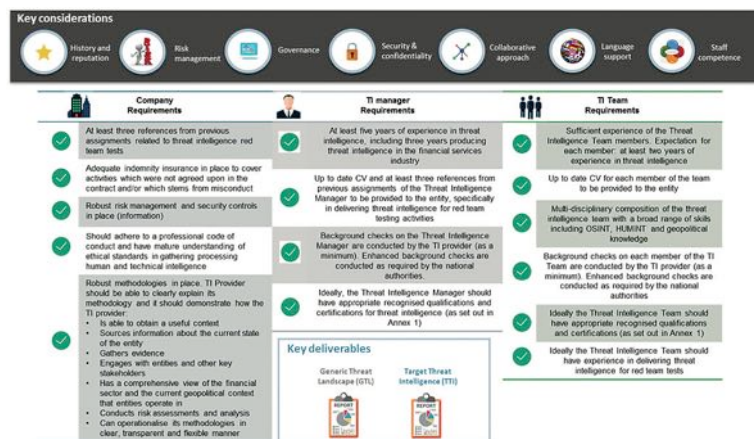 Key considerations
History and
reputation
Risk
management
Governance
Security &
confidentiality
Collaborative
approach
Language
support
Staff
competence
Company
Requirements
At least three references from previous
assignments related to threat intelligence red
team tests
Adequate indemnity insurance in place to cover
activities which were not agreed upon in the
contract and/or which stems from misconduct
Robust risk management and security controls
in place (information)
Should adhere to a professional code of
conduct and have mature understanding of
ethical standards in gathering processing
human and technical intelligence
Robust methodologies in place. TI Provider
should be able to clearly explain its
methodology and it should demonstrate how the
TI provider:
• Is able to obtain a useful context
• Sources information about the current state
of the entity
• Gathers evidence
• Engages with entities and other key
stakeholders
• Has a comprehensive view of the financial
sector and the current geopolitical context
that entities operate in
• Conducts risk assessments and analysis
• Can operationalise its methodologies in
clear, transparent and flexible manner
TI manager
Requirements
At least five years of experience in threat
intelligence, including three years producing
threat intelligence in the financial services
industry
Up to date CV and at least three references from
previous assignments of the Threat Intelligence
Manager to be provided to the entity, specifically
in delivering threat intelligence for red team
testing activities
Background checks on the Threat Intelligence
Manager are conducted by the TI provider (as a
minimum). Enhanced background checks are
conducted as required by the national
authorities.
Ideally, the Threat Intelligence Manager should
have appropriate recognised qualifications and
certifications for threat intelligence (as set out in
Annex 1)
Key deliverables
Generic Threat
Landscape (GTL)
Target Threat
Intelligence (TTI)
REPORT
REPORT
TI Team
Requirements
Sufficient experience of the Threat
Intelligence Team members. Expectation for
each member: at least two years of
experience in threat intelligence
Up to date CV for each member of the team
to be provided to the entity
Multi-disciplinary composition of the threat
intelligence team with a broad range of skills
including OSINT, HUMINT and geopolitical
knowledge
Background checks on each member of the TI
Team are conducted by the TI provider (as a
minimum). Enhanced background checks are
conducted as required by the national
authorities
Ideally the Threat Intelligence Team should
have appropriate recognised qualifications
and certifications (as set out in Annex 1)
Ideally the Threat Intelligence Team should
have experience in delivering threat
intelligence for red team tests